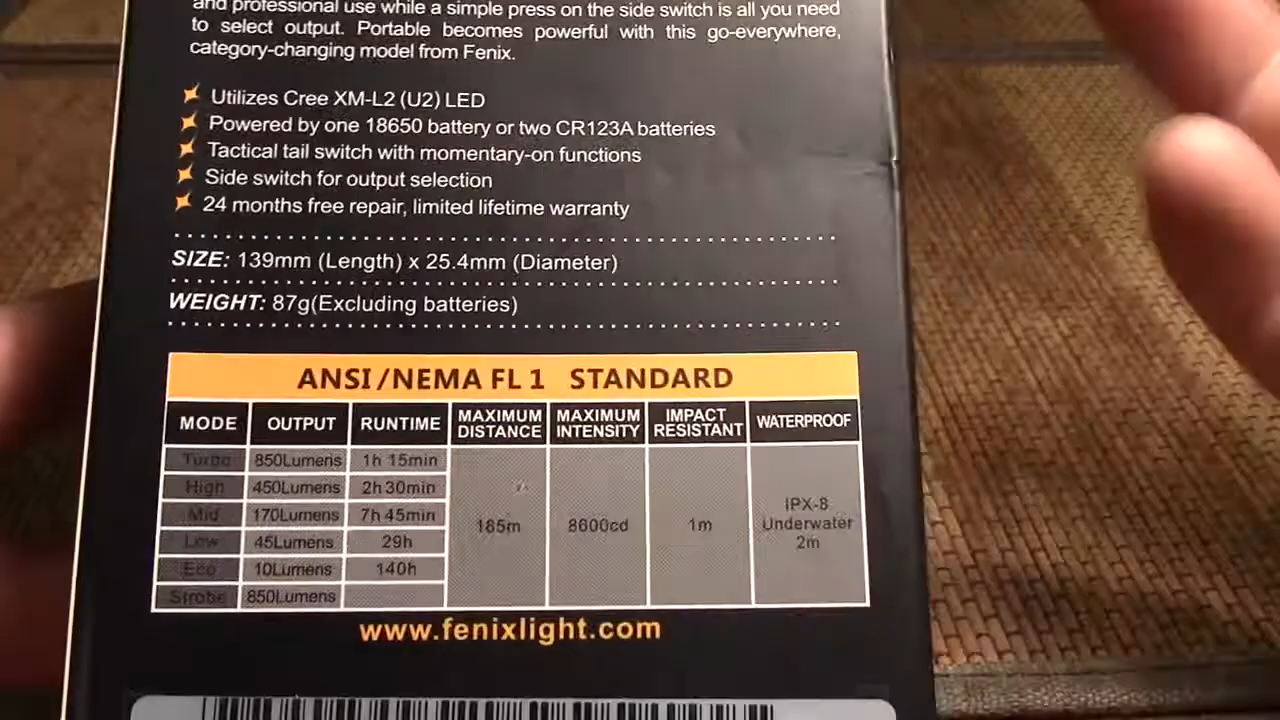 and professional use while a simple press on the side switch is all you need
to select output. Portable becomes powerful with this go-everywhere,
category-changing model from Fenix.
Utilizes Cree XM-L2 (U2) LED
Powered by one 18650 battery or two CR123A batteries
Tactical tail switch with momentary-on functions
Side switch for output selection
24 months free repair, limited lifetime warranty
SIZE: 139mm (Length) x 25.4mm (Diameter)
WEIGHT: 87g(Excluding batteries)
ANSI/NEMA FL 1 STANDARD
MODE OUTPUT RUNTIME MAXIMUM DISTANCE MAXIMUM INTENSITY IMPACT RESISTANT WATERPROOF
Turbo 850Lumens 1h 15min
High 450Lumens 2h 30min
Mid 170Lumens 7h 45min
Low 45Lumens 29h
Eco 10Lumens 140h
Strobe 850Lumens
185m 8600cd 1m IPX-8 Underwater 2m
www.fenixlight.com